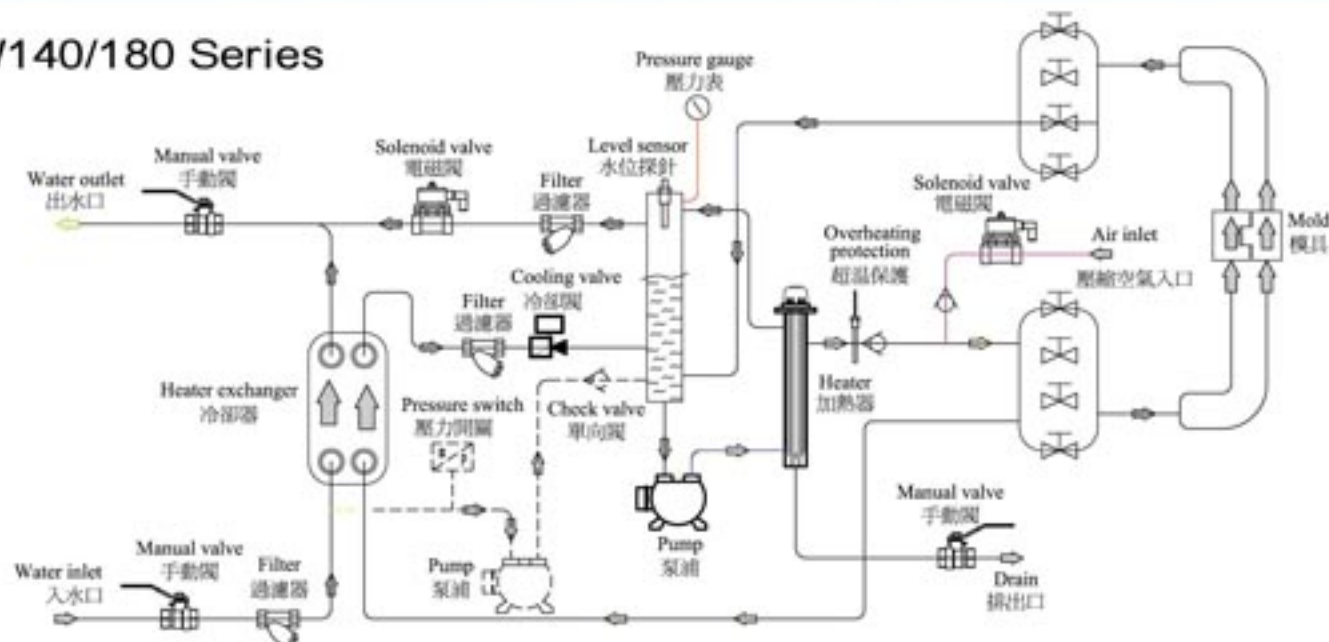 /140/180 Series
Pressure gauge
壓力表
Manual valve
手動閥
Water outlet
出水口
Solenoid valve
電磁閥
Filter
過濾器
Level sensor
水位探針
Solenoid valve
電磁閥
Overheating
protection
超温保護
Air inlet
壓縮空氣入口
Mold
模具
Cooling valve
冷卻閥
Filter
過濾器
Heater exchanger
冷卻器
Pressure switch
壓力開關
Check valve
單向閥
Heater
加熱器
Manual valve
手動閥
Pump
泵浦
Drain
排出口
Manual valve
手動閥
Filter
過濾器
Water inlet
入水口
Pump
泵浦